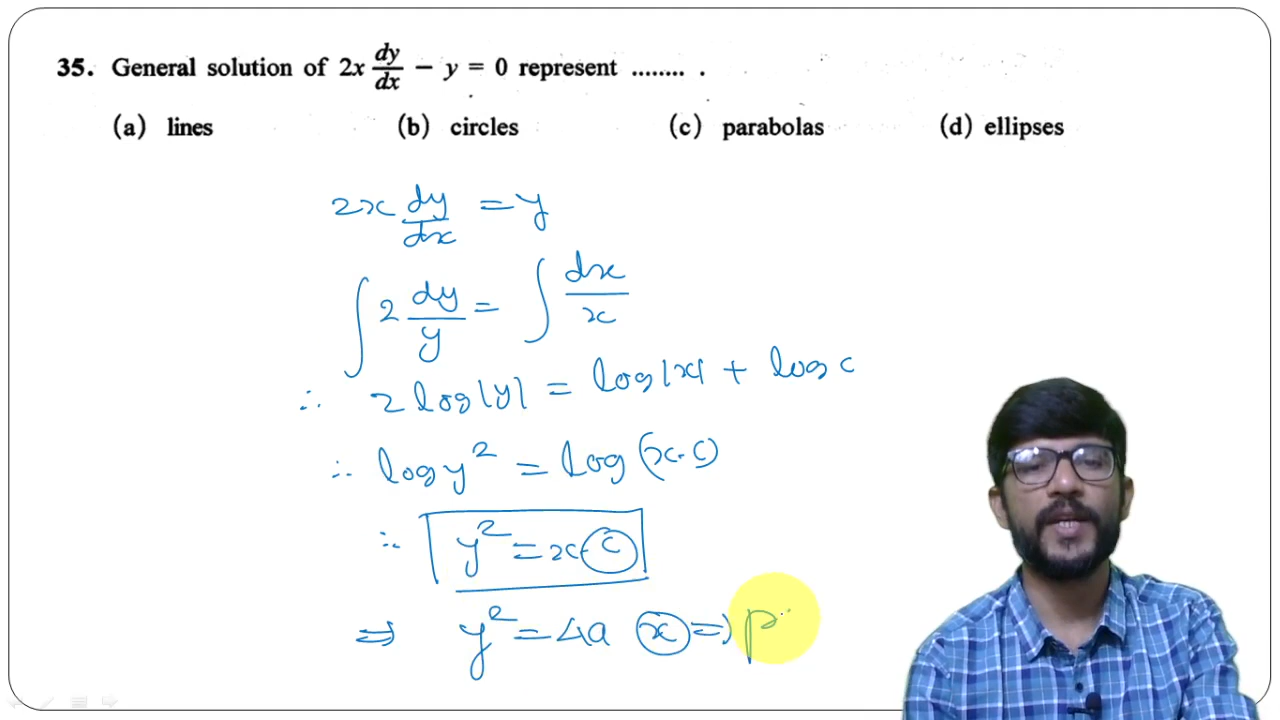 35. General solution of 2x dy/dx − y = 0 represent ........ .
(a) lines (b) circles (c) parabolas (d) ellipses
2x dy/dx = y
∫ 2 dy/y = ∫ dx/x
∴ 2 log|y| = log|x| + log c
∴ log y² = log (x·c)
∴ y² = x·c
⇒ y² = 4a x ⇒ p